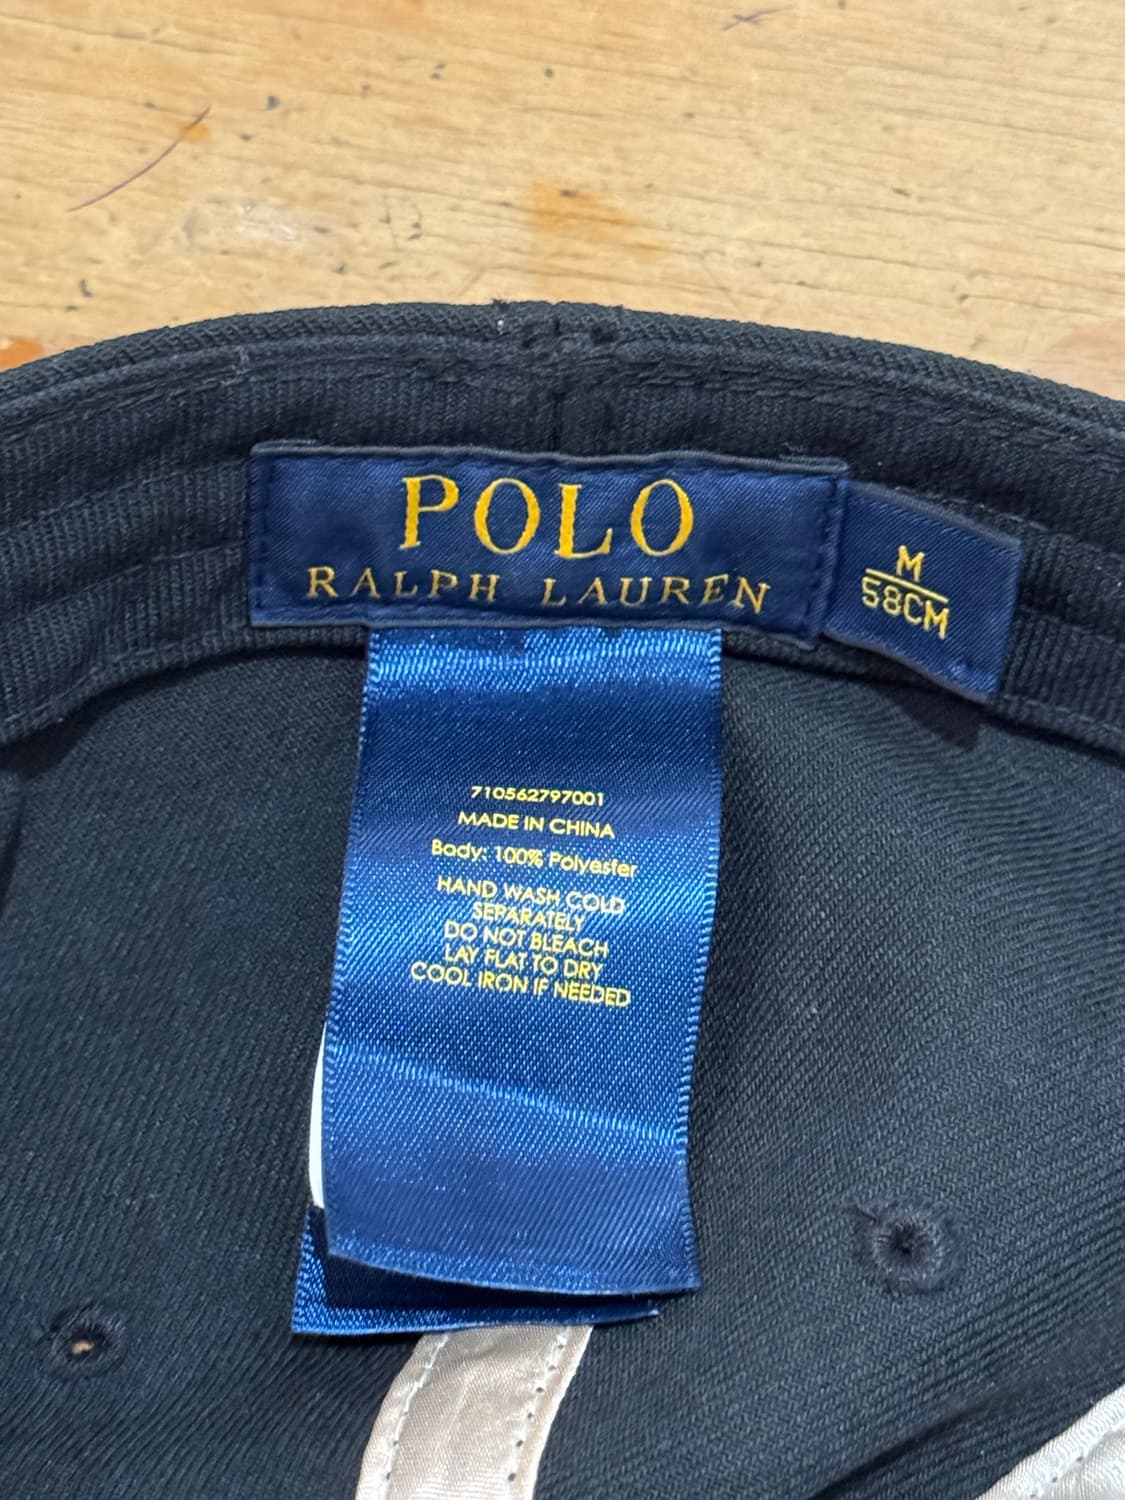 POLO
RALPH LAUREN
M
58CM
710562797001
MADE IN CHINA
Body: 100% Polyester
HAND WASH COLD
SEPARATELY
DO NOT BLEACH
LAY FLAT TO DRY
COOL IRON IF NEEDED